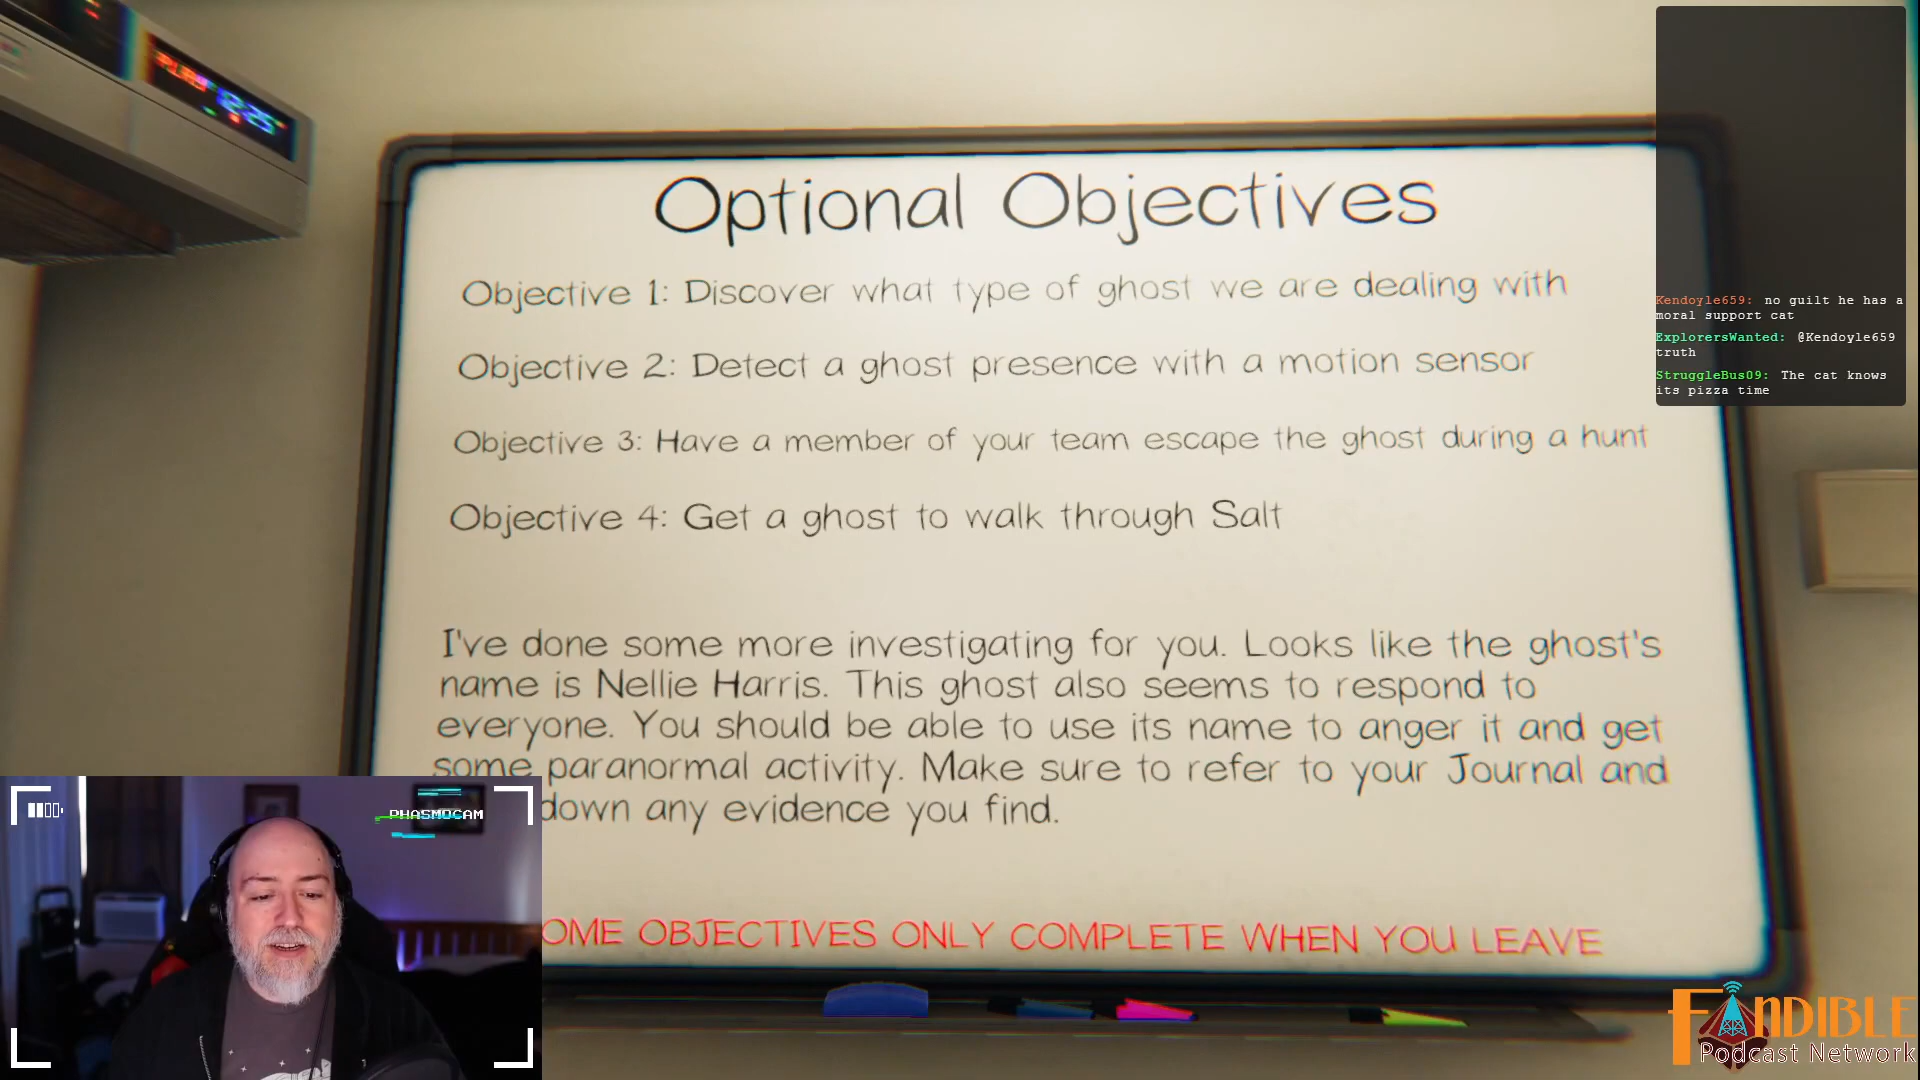 PLAY 12:25
Optional Objectives
Objective 1: Discover what type of ghost we are dealing with
Objective 2: Detect a ghost presence with a motion sensor
Objective 3: Have a member of your team escape the ghost during a hunt
Objective 4: Get a ghost to walk through Salt
I've done some more investigating for you. Looks like the ghost's
name is Nellie Harris. This ghost also seems to respond to
everyone. You should be able to use its name to anger it and get
some paranormal activity. Make sure to refer to your Journal and
down any evidence you find.
OME OBJECTIVES ONLY COMPLETE WHEN YOU LEAVE
Kendoyle659: no guilt he has a
moral support cat
ExplorersWanted: @Kendoyle659
truth
StruggleBus09: The cat knows
its pizza time
PHASMOCAM
FANDIBLE
Podcast Network